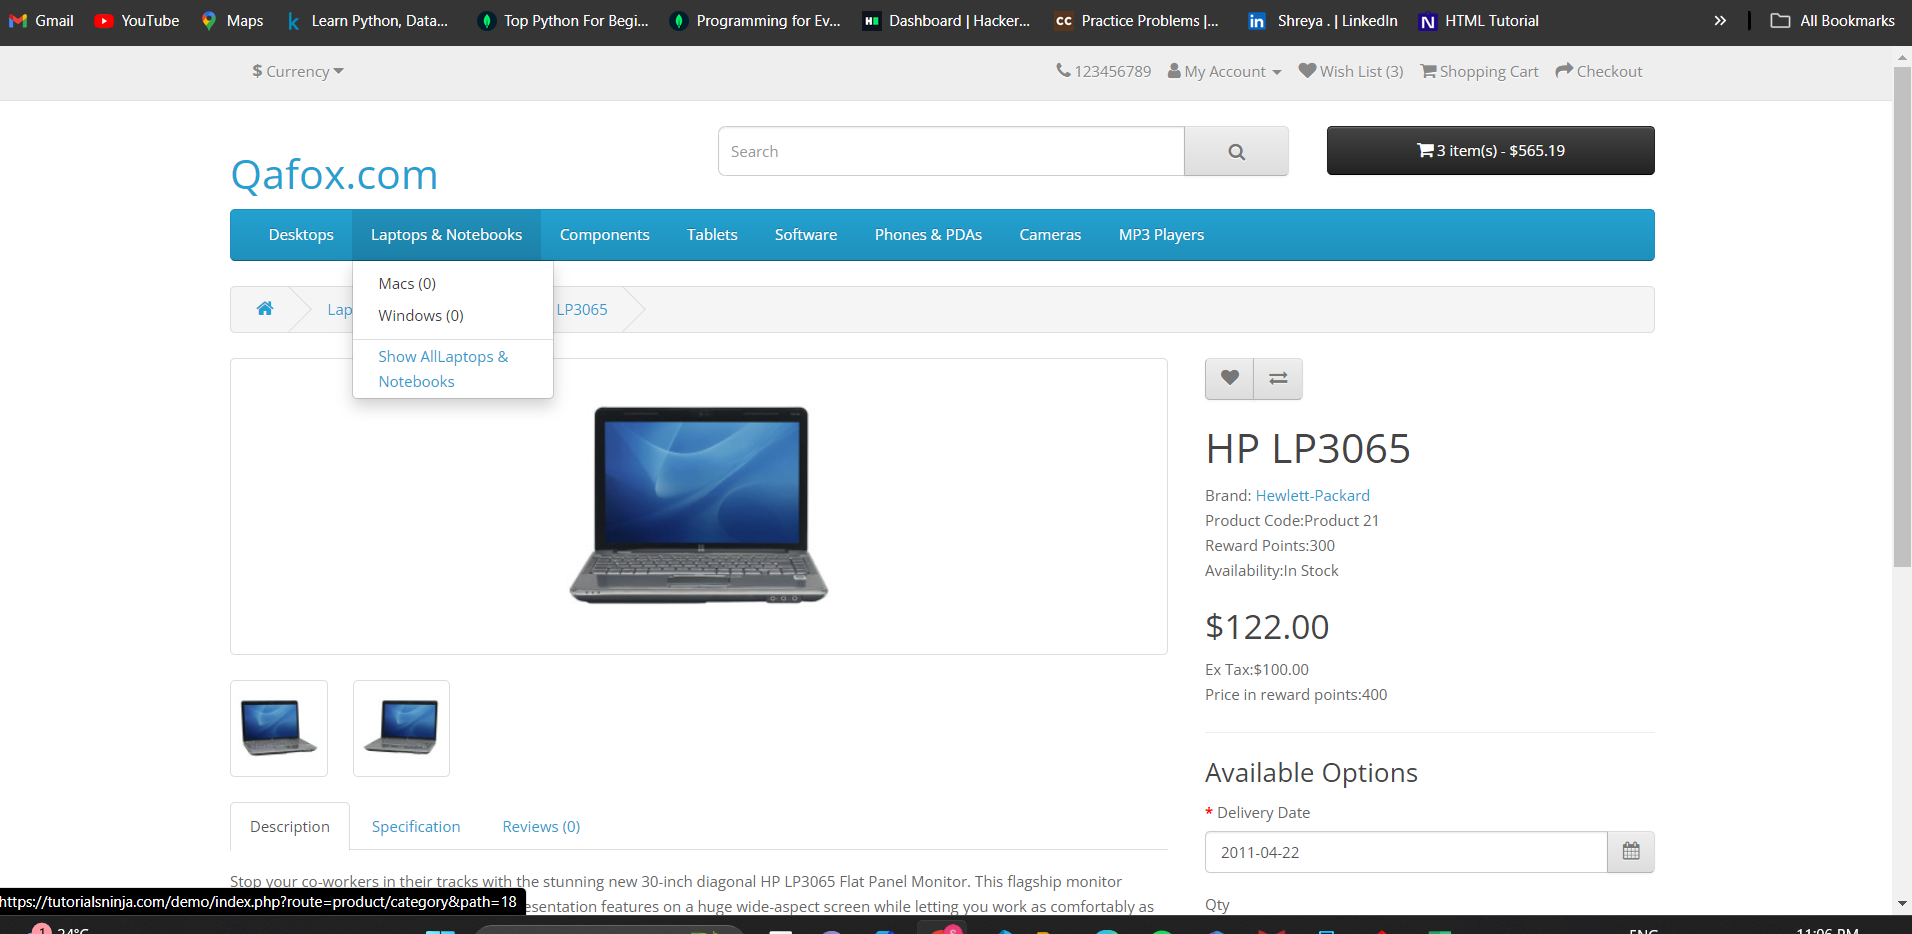 Gmail YouTube Maps Learn Python, Data... Top Python For Begi... Programming for Ev... Dashboard | Hacker... Practice Problems |... Shreya . | LinkedIn HTML Tutorial » All Bookmarks
$ Currency 123456789 My Account Wish List (3) Shopping Cart Checkout
Search
3 item(s) - $565.19
Qafox.com
Desktops Laptops & Notebooks Components Tablets Software Phones & PDAs Cameras MP3 Players
Macs (0)
Windows (0)
Show AllLaptops &
Notebooks
Lap LP3065
HP LP3065
Brand: Hewlett-Packard
Product Code:Product 21
Reward Points:300
Availability:In Stock
$122.00
Ex Tax:$100.00
Price in reward points:400
Available Options
* Delivery Date
2011-04-22
Qty
Description Specification Reviews (0)
Stop your co-workers in their tracks with the stunning new 30-inch diagonal HP LP3065 Flat Panel Monitor. This flagship monitor
esentation features on a huge wide-aspect screen while letting you work as comfortably as
https://tutorialsninja.com/demo/index.php?route=product/category&path=18